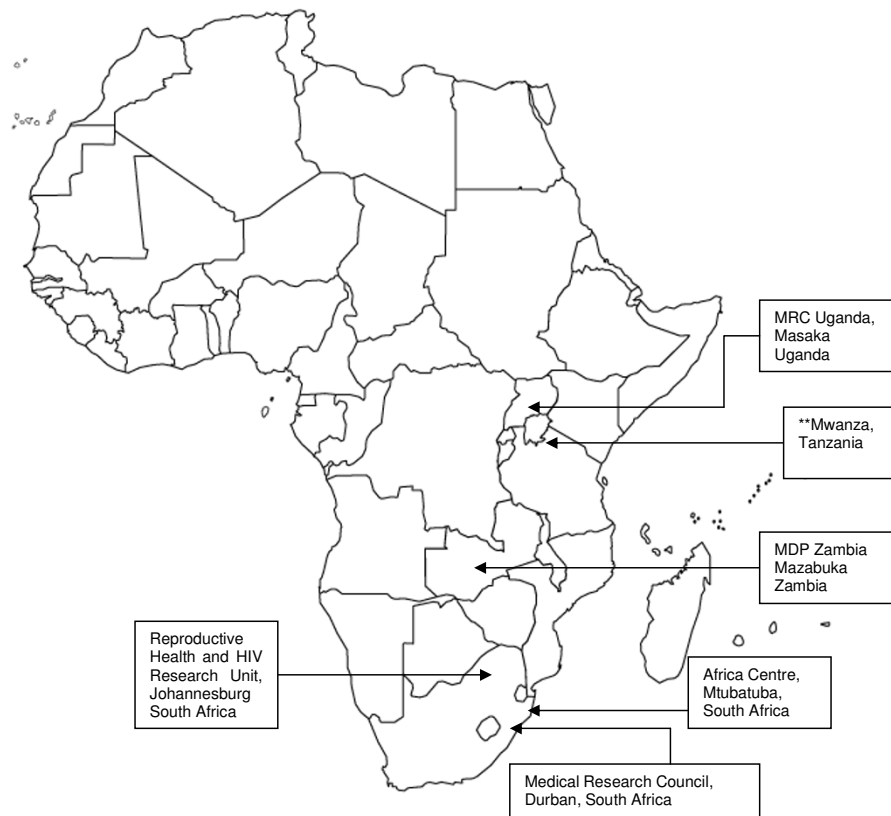 MRC Uganda,
Masaka
Uganda
**Mwanza,
Tanzania
MDP Zambia
Mazabuka
Zambia
Reproductive
Health and HIV
Research Unit,
Johannesburg
South Africa
Africa Centre,
Mtubatuba,
South Africa
Medical Research Council,
Durban, South Africa